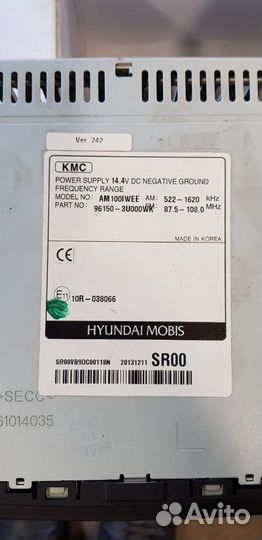 Ver 242
KMC
POWER SUPPLY 14.4V DC NEGATIVE GROUND
FREQUENCY RANGE
MODEL NO: AM100IWEE AM: 522-1620 kHz
PART NO: 96150-3U000WK FM: 87.5-108.0 MHz
MADE IN KOREA
CE
E11 10R-038066
HYUNDAI MOBIS
SR00VB9DC00118N 20131211 SR00
>SECC<
61014035
Avito